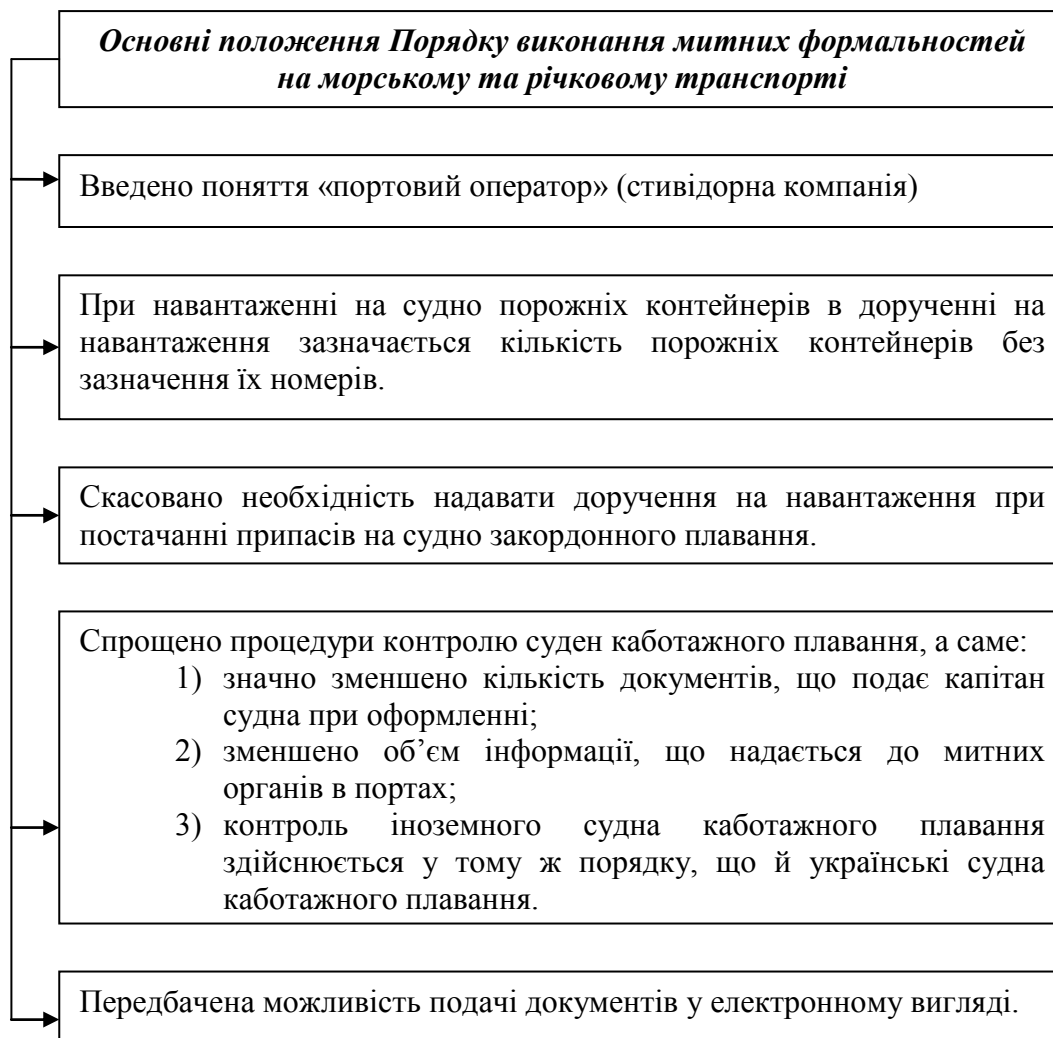 Основні положення Порядку виконання митних формальностей
на морському та річковому транспорті
Введено поняття «портовий оператор» (стивідорна компанія)
При навантаженні на судно порожніх контейнерів в дорученні на
навантаження зазначається кількість порожніх контейнерів без
зазначення їх номерів.
Скасовано необхідність надавати доручення на навантаження при
постачанні припасів на судно закордонного плавання.
Спрощено процедури контролю суден каботажного плавання, а саме:
1) значно зменшено кількість документів, що подає капітан
судна при оформленні;
2) зменшено об’єм інформації, що надається до митних
органів в портах;
3) контроль іноземного судна каботажного плавання
здійснюється у тому ж порядку, що й українські судна
каботажного плавання.
Передбачена можливість подачі документів у електронному вигляді.